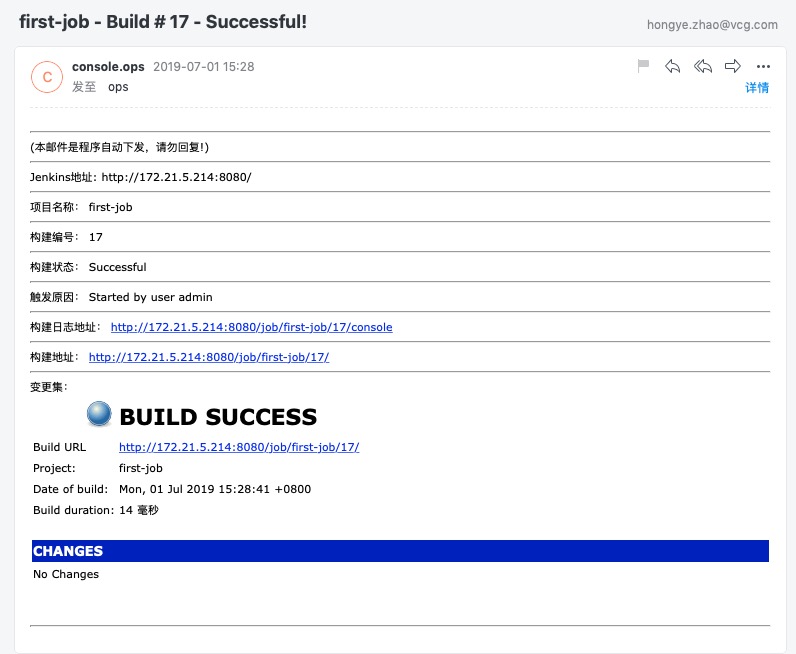 first-job - Build # 17 - Successful!
hongye.zhao@vcg.com
C
console.ops 2019-07-01 15:28
发至 ops
详情
(本邮件是程序自动下发，请勿回复!)
Jenkins地址: http://172.21.5.214:8080/
项目名称： first-job
构建编号： 17
构建状态： Successful
触发原因： Started by user admin
构建日志地址： http://172.21.5.214:8080/job/first-job/17/console
构建地址： http://172.21.5.214:8080/job/first-job/17/
变更集:
BUILD SUCCESS
Build URL http://172.21.5.214:8080/job/first-job/17/
Project: first-job
Date of build: Mon, 01 Jul 2019 15:28:41 +0800
Build duration: 14 毫秒
CHANGES
No Changes